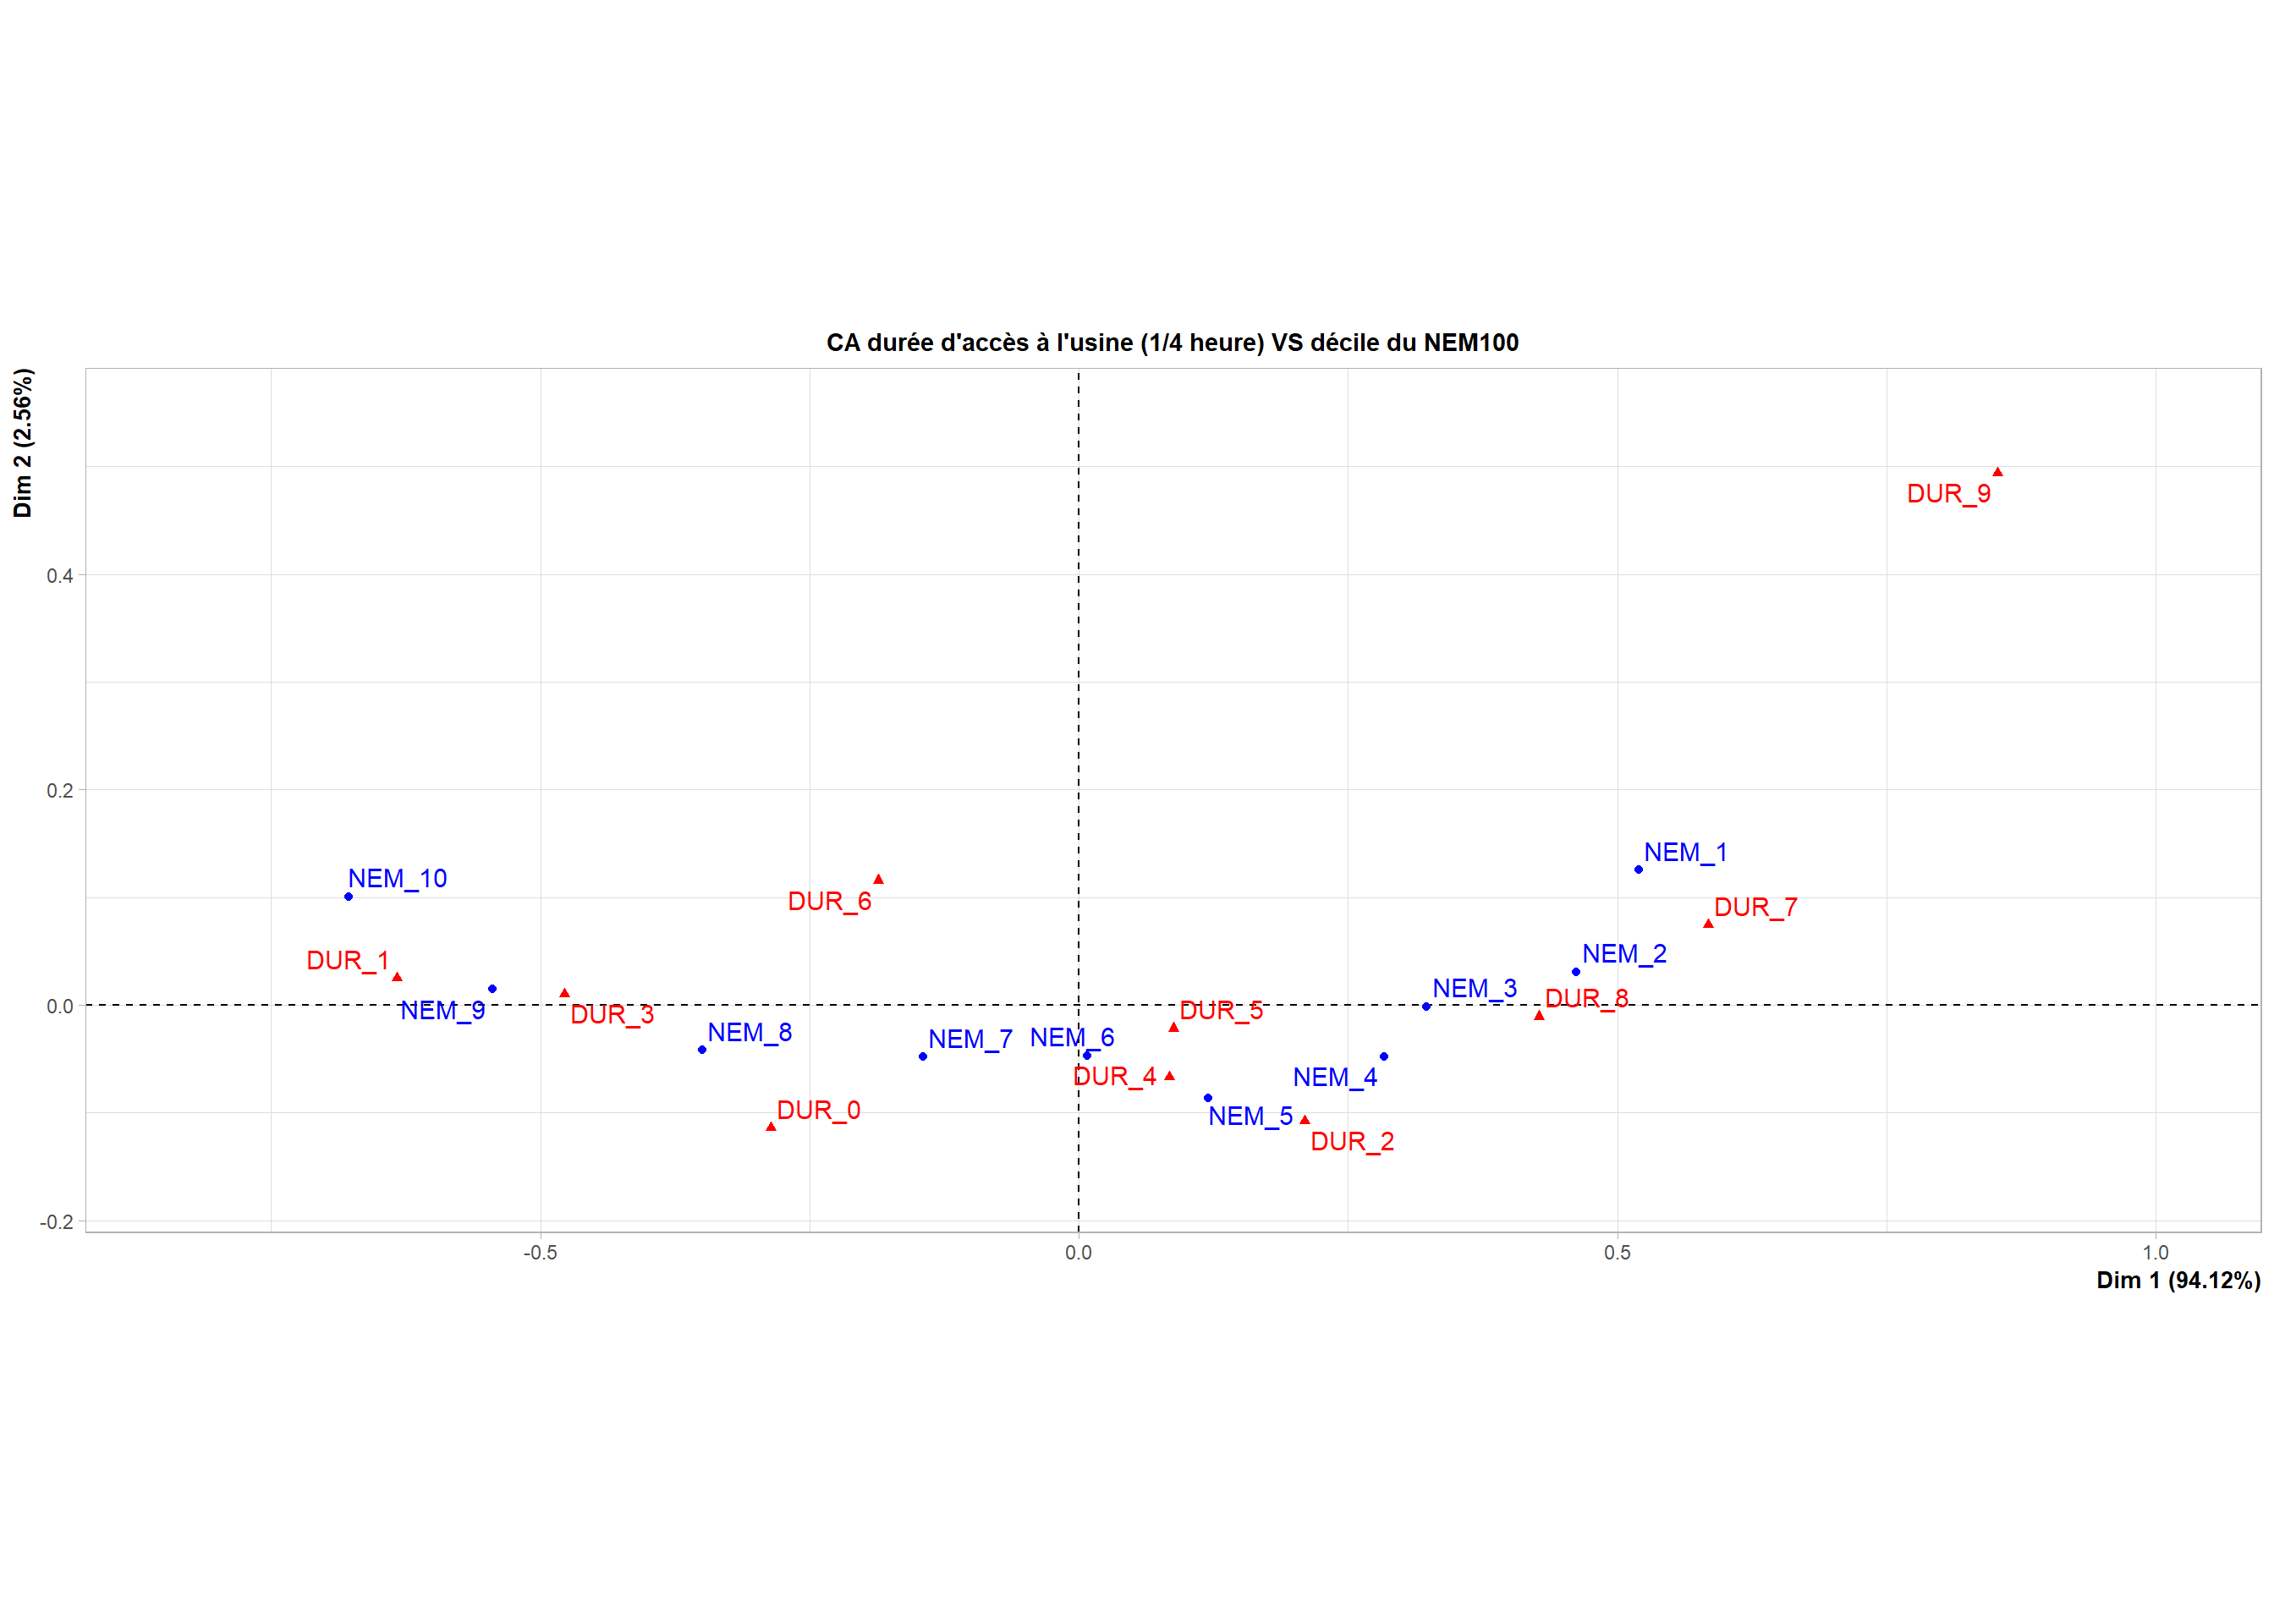 CA durée d'accès à l'usine (1/4 heure) VS décile du NEM100
Dim 2 (2.56%)
DUR_9
0.4
0.2
NEM_1
NEM_10
DUR_6
DUR_7
NEM_2
DUR_1
NEM_3
DUR_8
0.0
NEM_9
DUR_3
DUR_5
NEM_8
NEM_7
NEM_6
DUR_4
NEM_4
DUR_0
NEM_5
DUR_2
-0.2
-0.5
0.0
0.5
1.0
Dim 1 (94.12%)